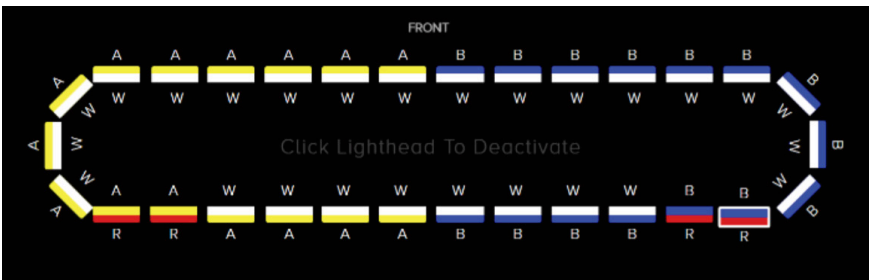 FRONT
A A A A A A B B B B B B
A B
W W W W W W W W W W W W
W W
A W Click Lighthead To Deactivate W B
W W
A A W W W W W W W W B B
A B
R R A A A A B B B B R R